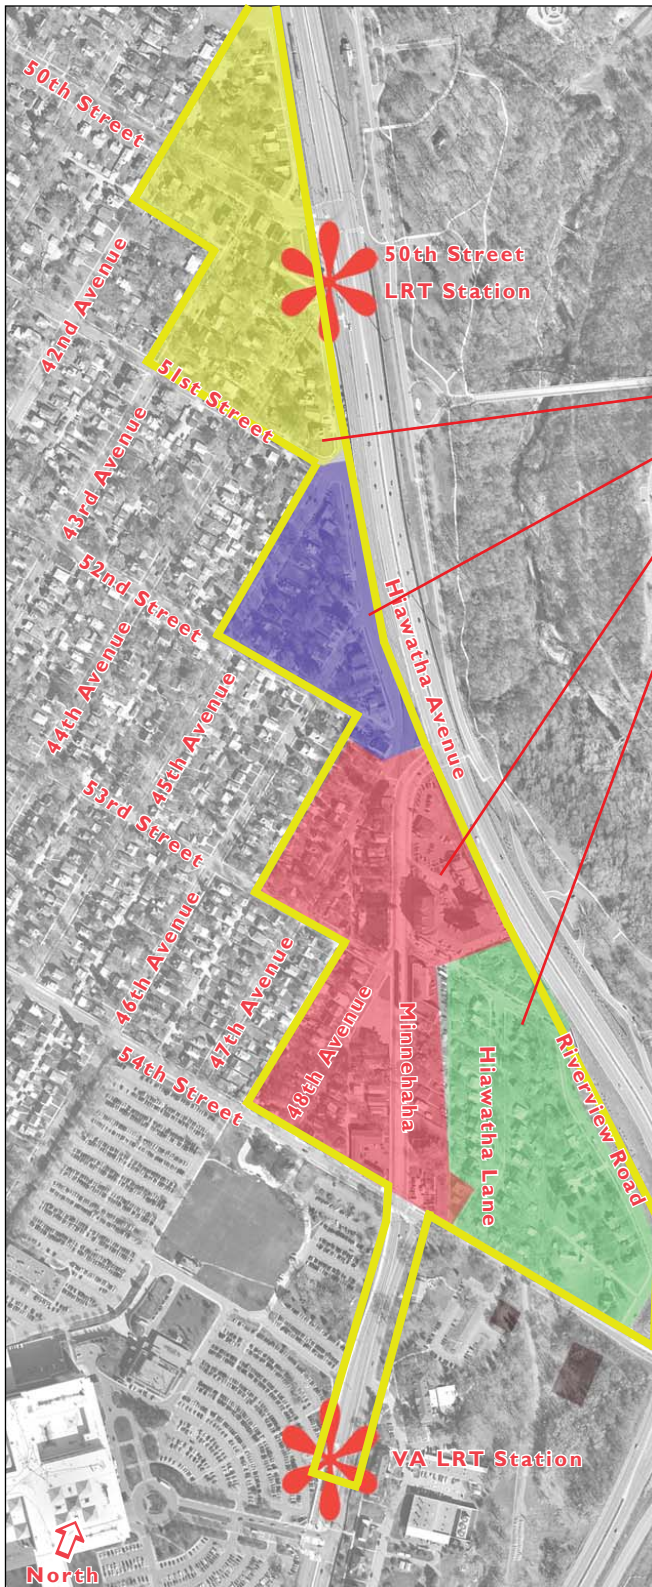 50th Street
42nd Avenue
50th Street
LRT Station
51st Street
43rd Avenue
52nd Street
Hiawatha Avenue
44th Avenue
45th Avenue
53rd Street
46th Avenue
47th Avenue
48th Avenue
Minnehaha
Hiawatha Lane
Riverview Road
54th Street
VA LRT Station
North